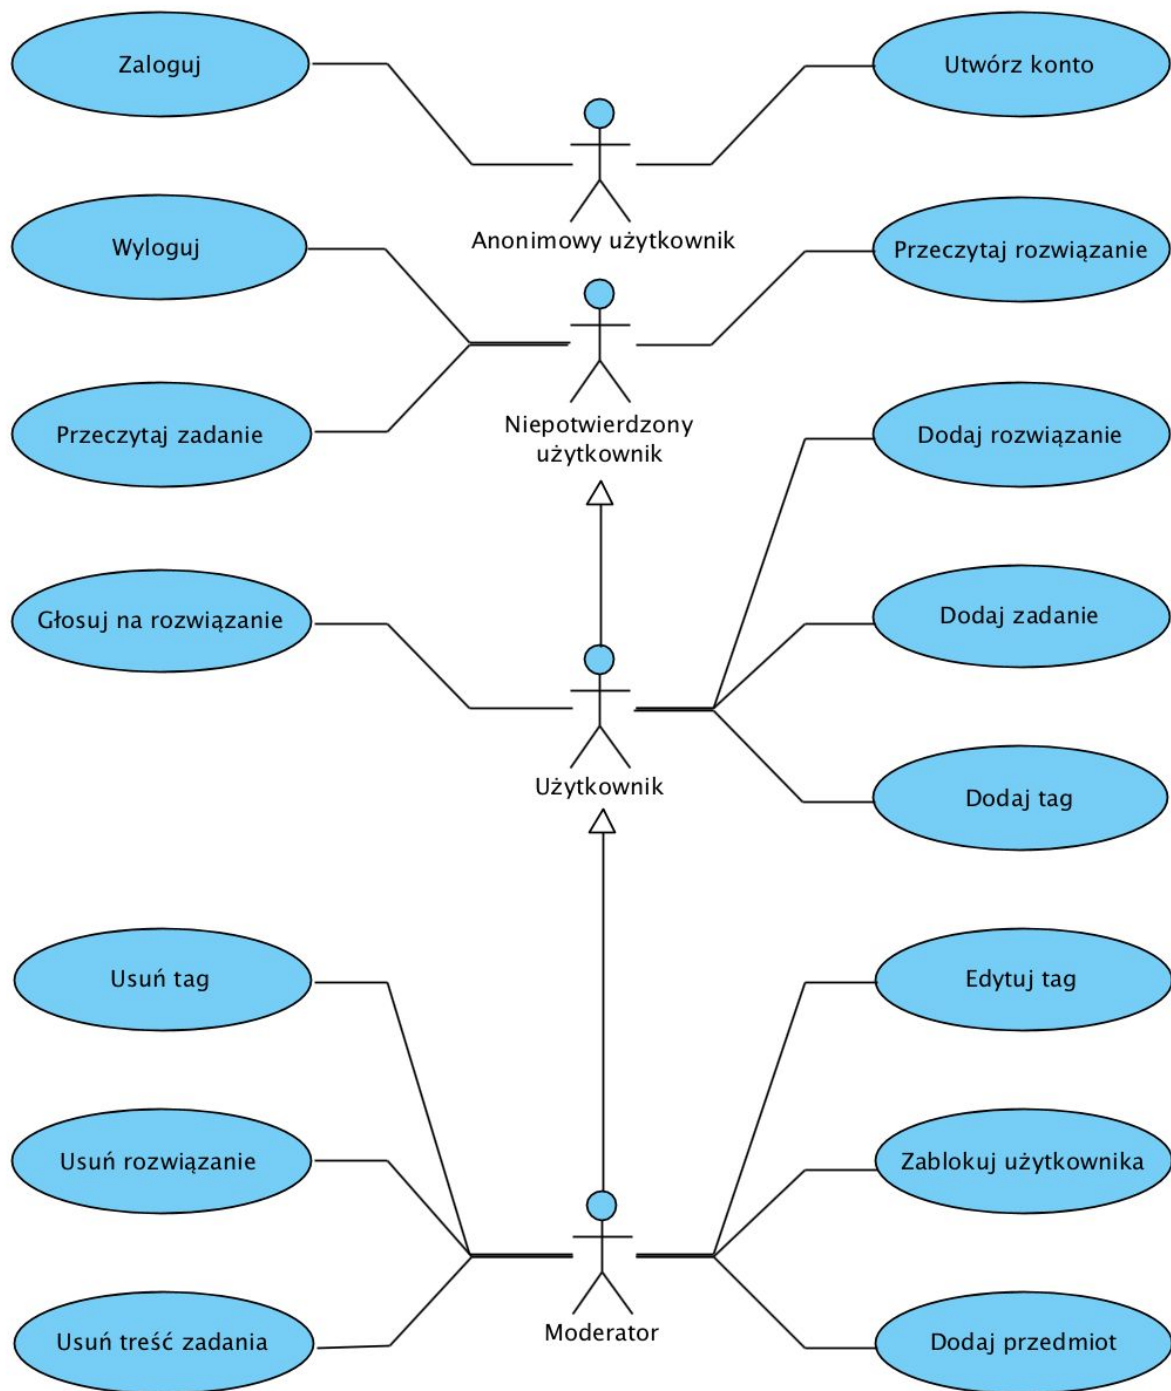 Zaloguj
Utwórz konto
Anonimowy użytkownik
Wyloguj
Przeczytaj rozwiązanie
Przeczytaj zadanie
Niepotwierdzony
użytkownik
Dodaj rozwiązanie
Głosuj na rozwiązanie
Dodaj zadanie
Użytkownik
Dodaj tag
Usuń tag
Edytuj tag
Usuń rozwiązanie
Zablokuj użytkownika
Usuń treść zadania
Moderator
Dodaj przedmiot